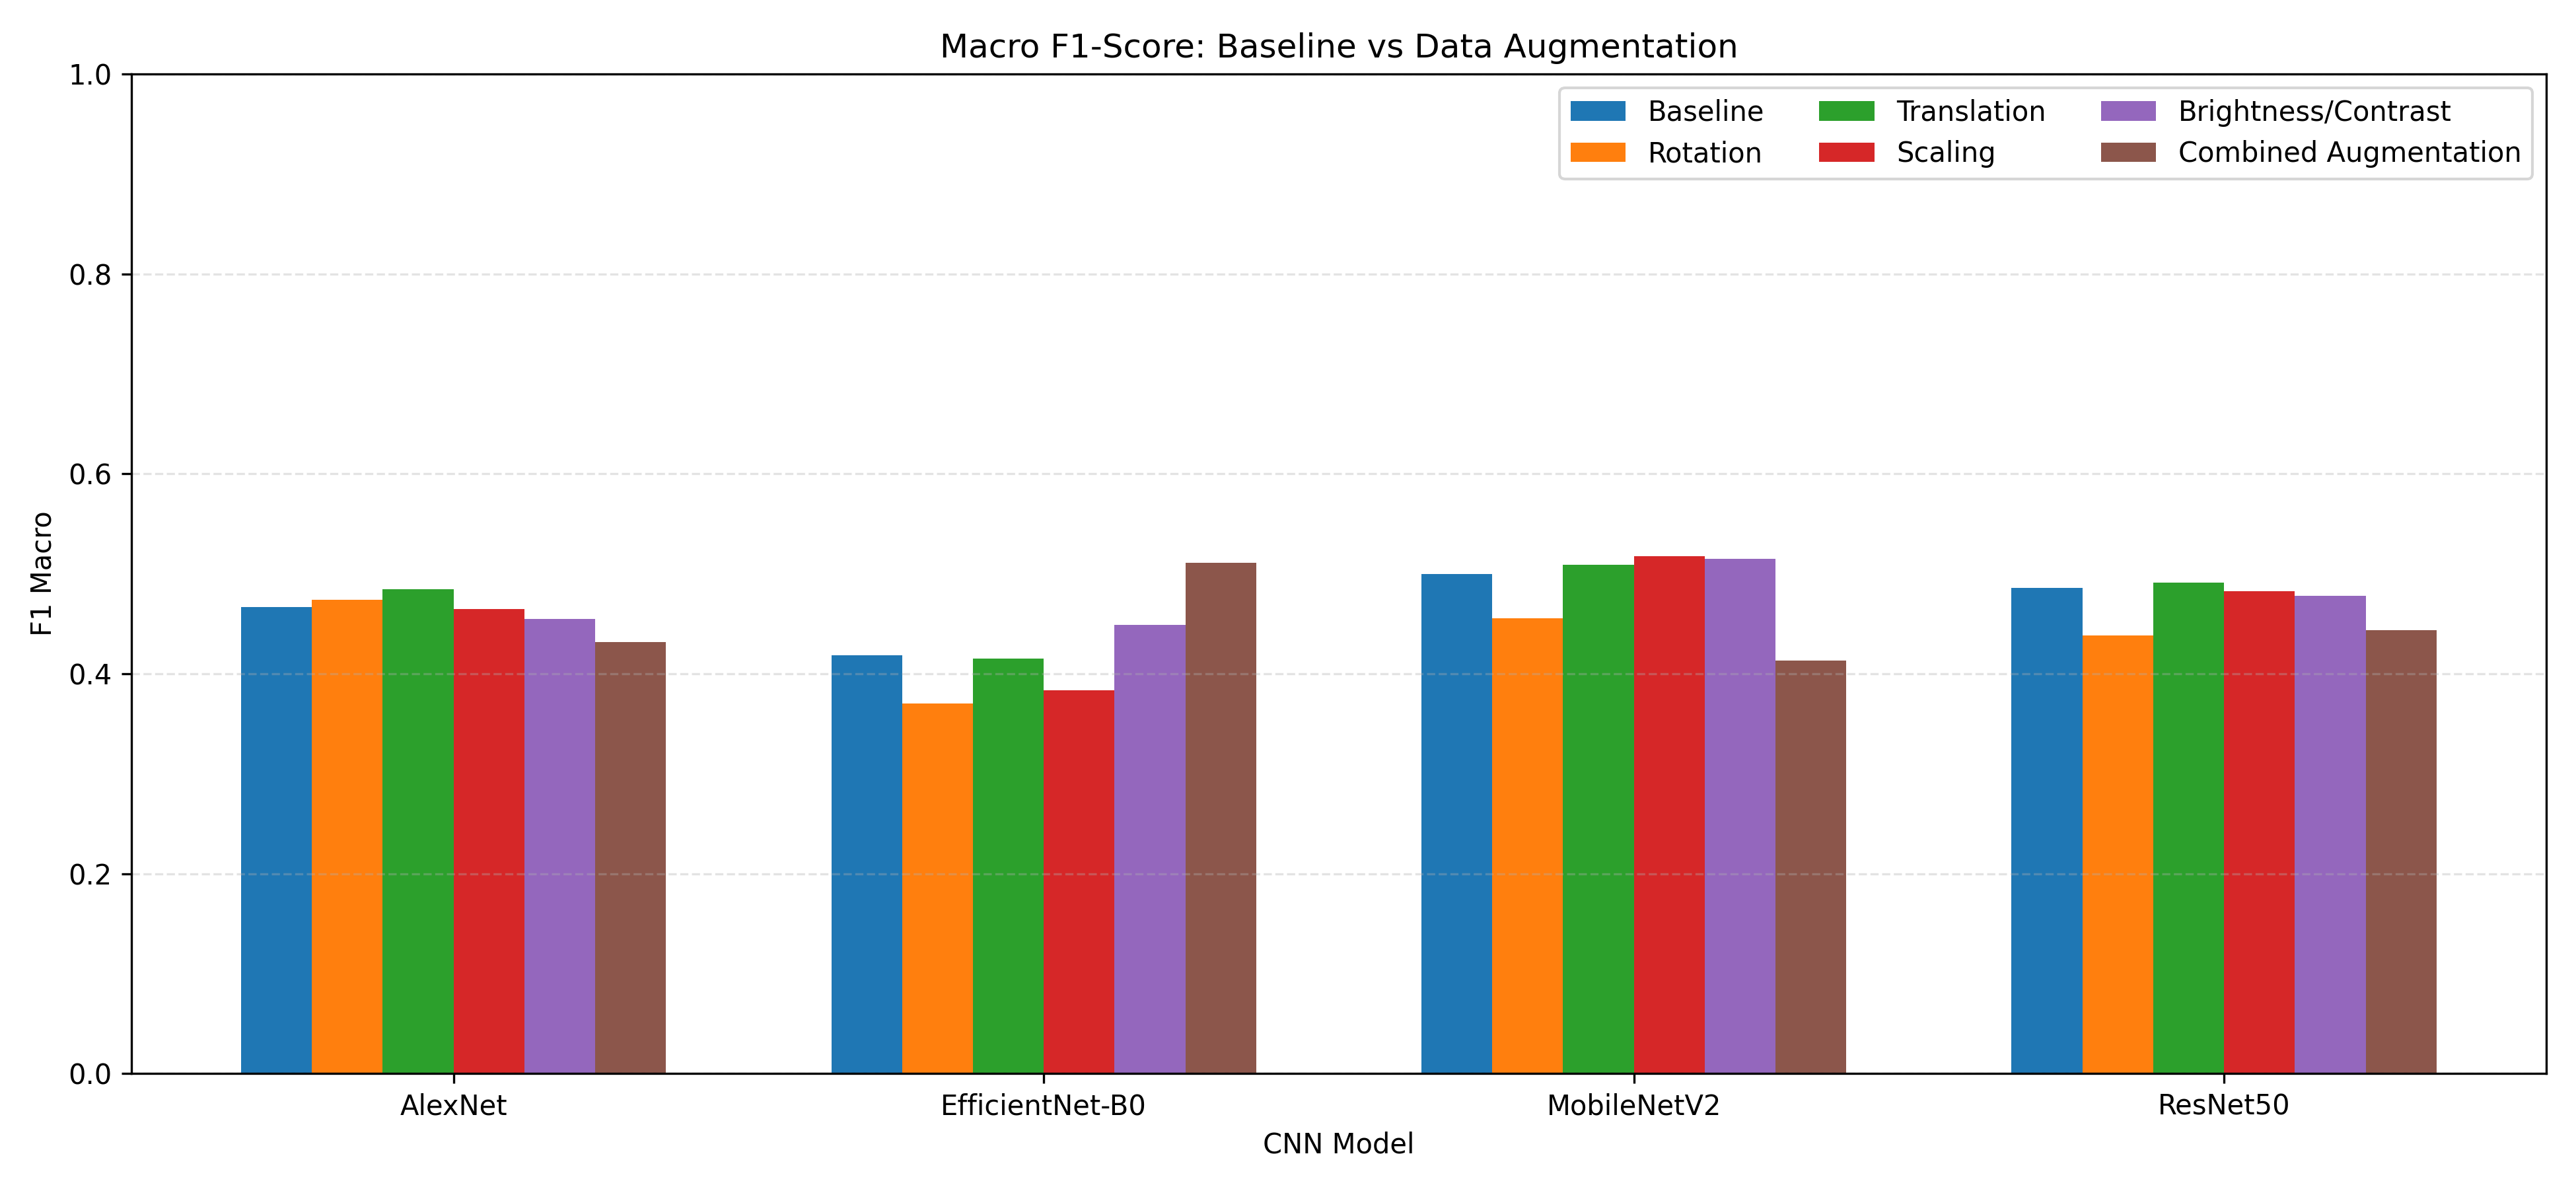 Macro F1-Score: Baseline vs Data Augmentation
Baseline
Rotation
Translation
Scaling
Brightness/Contrast
Combined Augmentation
F1 Macro
1.0
0.8
0.6
0.4
0.2
0.0
AlexNet
EfficientNet-B0
MobileNetV2
ResNet50
CNN Model